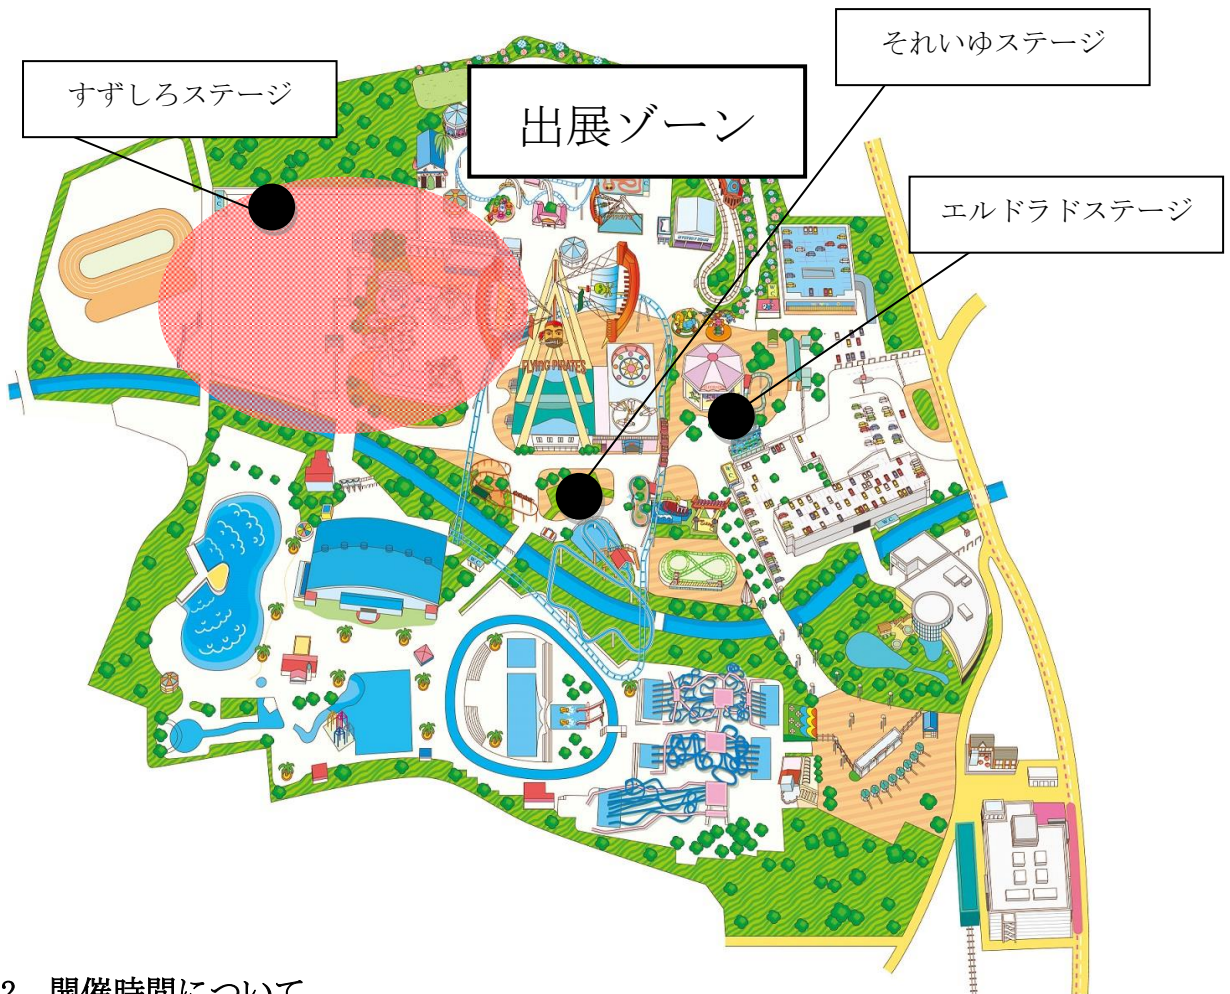 それいゆステージ
すずしろステージ
出展ゾーン
エルドラドステージ
FLYING PIRATES
2 開催時間について